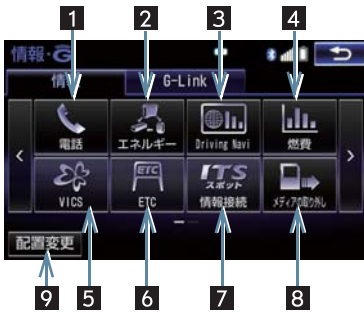 1 2 3 4
情報・G
情報 G-Link
電話 エネルギー Driving Navi 燃費
ETC ITS
スポット
VICS ETC 情報接続 メディアの取り外し
配置変更
9 5 6 7 8